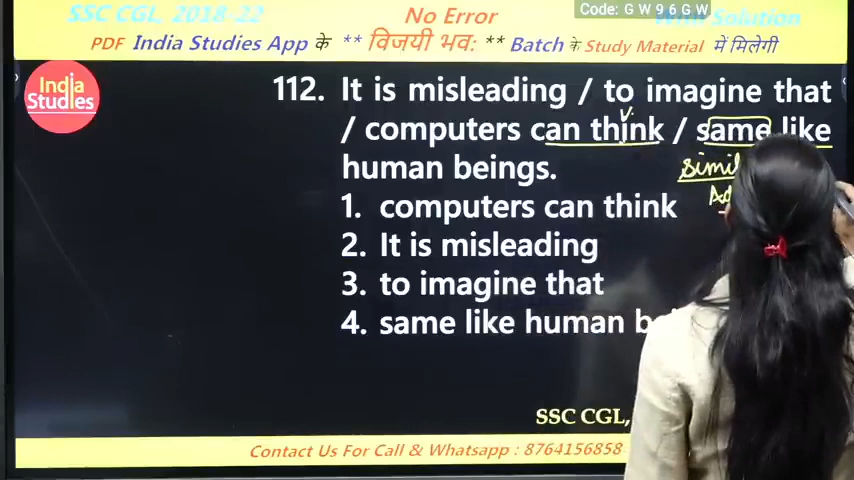 SSC CGL, 2018-22 No Error Code: G W 9 6 G W With Solution
PDF India Studies App के ** विजयी भव: ** Batch के Study Material में मिलेगी
India
Studies
112. It is misleading / to imagine that
V.
/ computers can think / same like
human beings.
1. computers can think
2. It is misleading
3. to imagine that
4. same like human
SSC CGL,
Contact Us For Call & Whatsapp : 8764156858